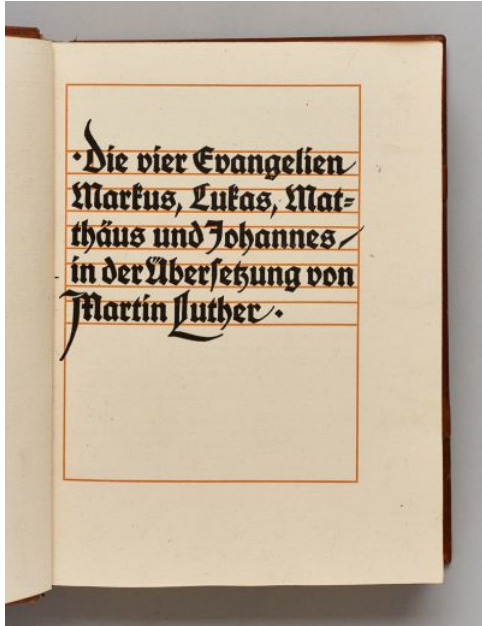 ·Die vier Evangelien
Markus, Lukas, Mat=
thäus und Johannes/
in der Übersetzung von
Martin Luther·